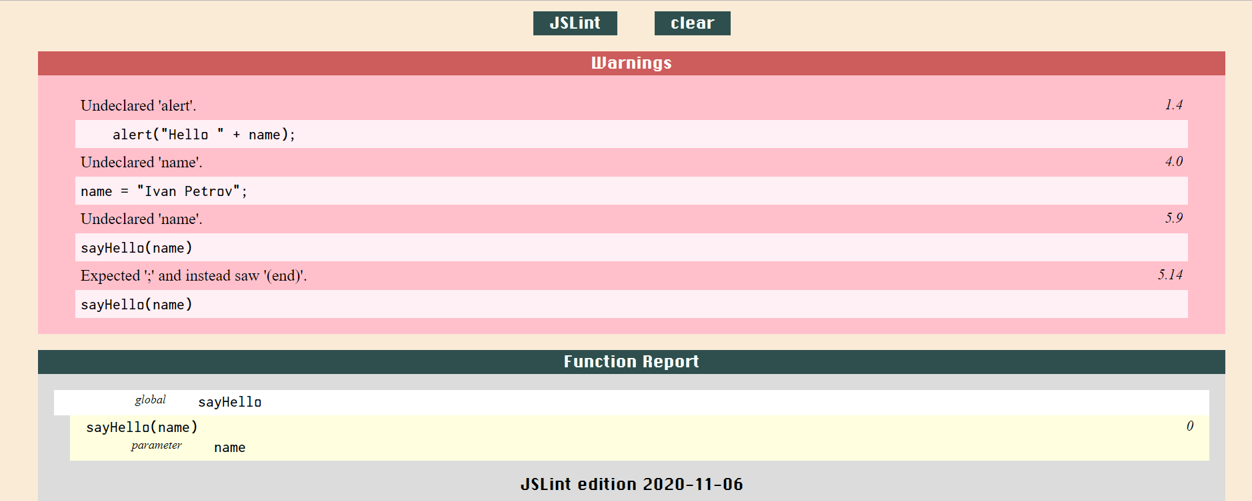 JSLint clear
Warnings
Undeclared 'alert'. 1.4
alert("Hello " + name);
Undeclared 'name'. 4.0
name = "Ivan Petrov";
Undeclared 'name'. 5.9
sayHello(name)
Expected ';' and instead saw '(end)'. 5.14
sayHello(name)
Function Report
global sayHello
sayHello(name) 0
parameter name
JSLint edition 2020-11-06